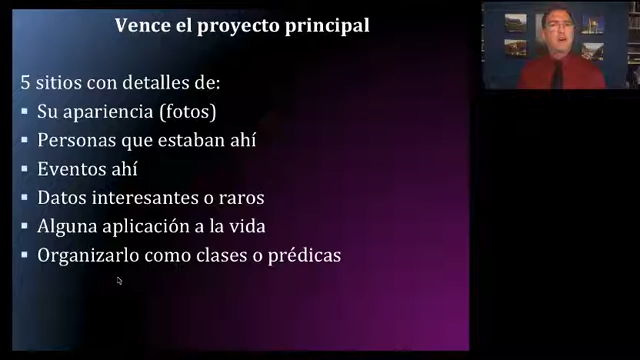 Vence el proyecto principal
5 sitios con detalles de:
▪ Su apariencia (fotos)
▪ Personas que estaban ahí
▪ Eventos ahí
▪ Datos interesantes o raros
▪ Alguna aplicación a la vida
▪ Organizarlo como clases o prédicas